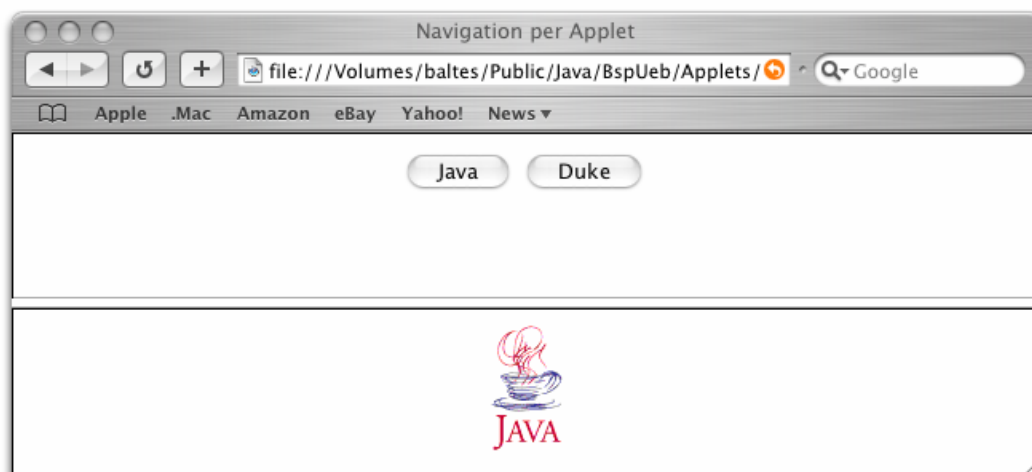 Navigation per Applet
file:///Volumes/baltes/Public/Java/BspUeb/Applets/ Google
Apple .Mac Amazon eBay Yahoo! News
Java Duke
JAVA